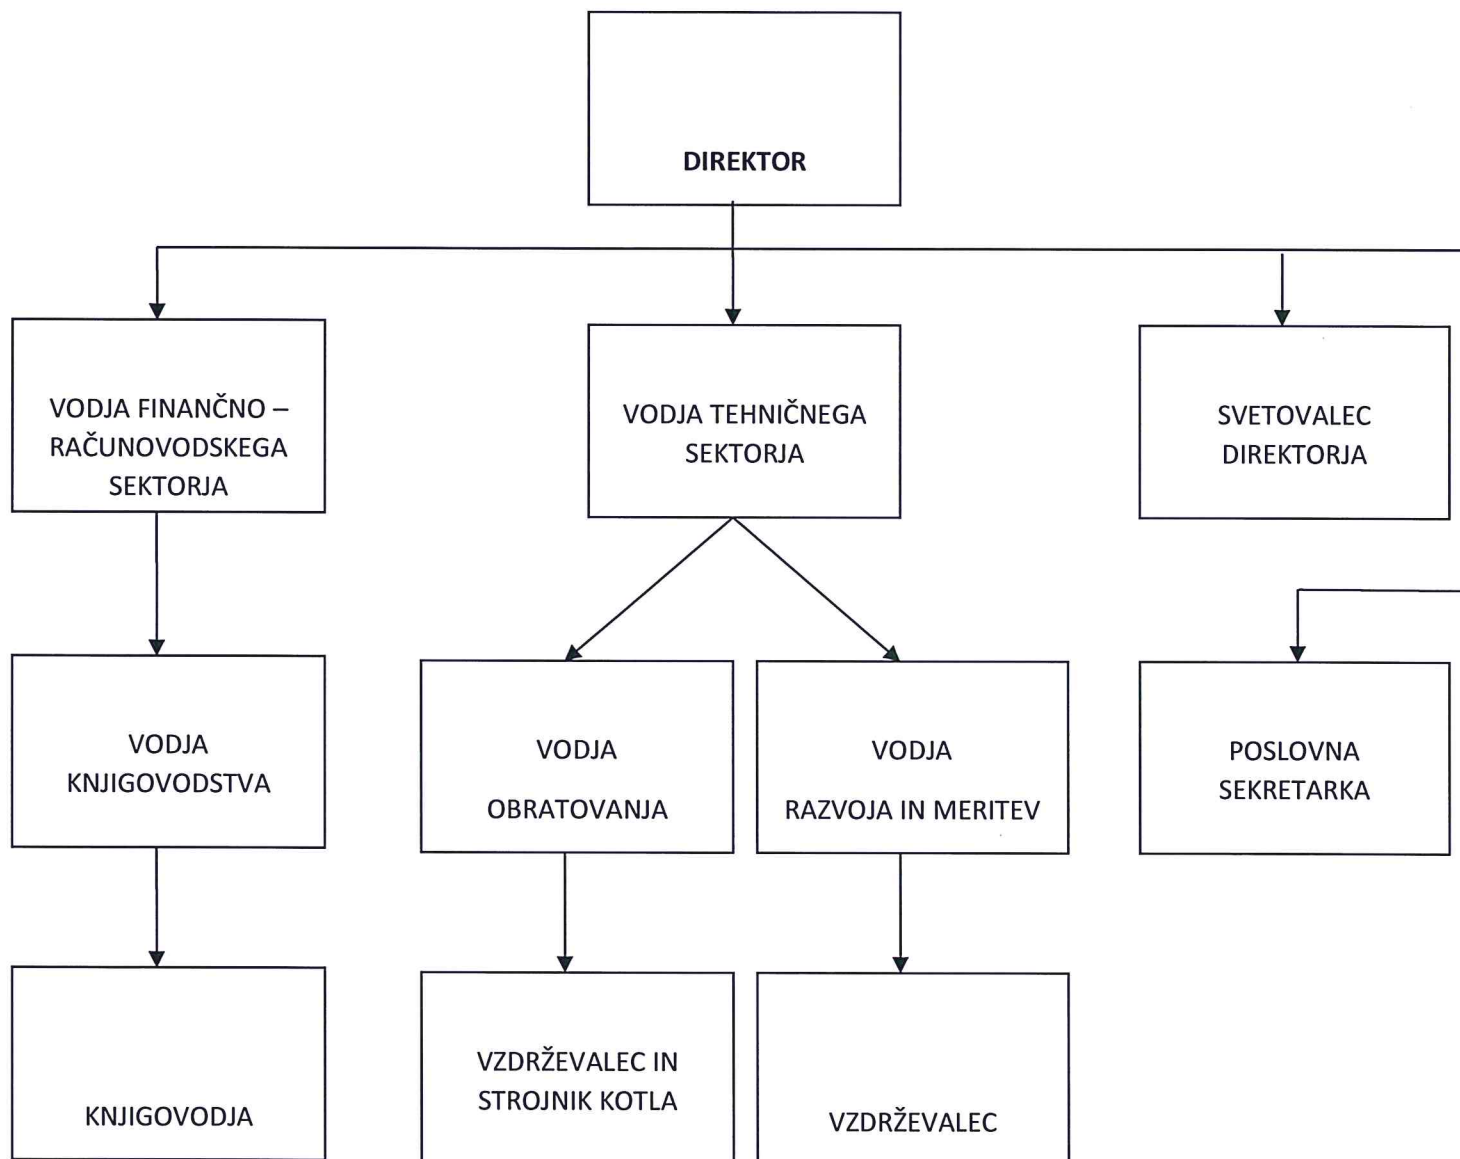 DIREKTOR
VODJA FINANČNO –
RAČUNOVODSKEGA
SEKTORJA
VODJA TEHNIČNEGA
SEKTORJA
SVETOVALEC
DIREKTORJA
VODJA
KNJIGOVODSTVA
VODJA
OBRATOVANJA
VODJA
RAZVOJA IN MERITEV
POSLOVNA
SEKRETARKA
KNJIGOVODJA
VZDRŽEVALEC IN
STROJNIK KOTLA
VZDRŽEVALEC